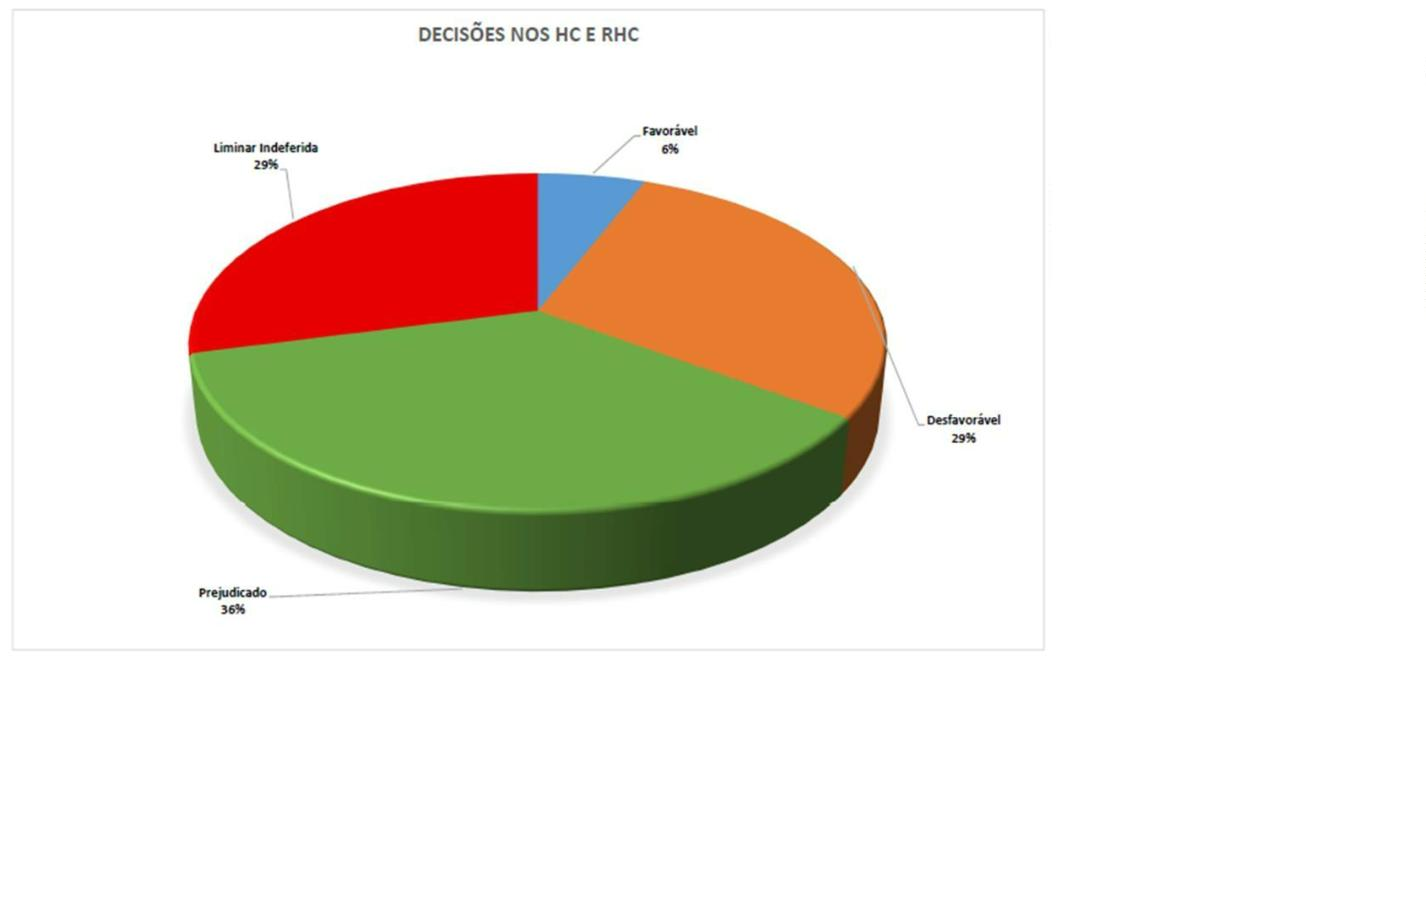 DECISÕES NOS HC E RHC
Favorável
6%
Liminar Indeferida
29%
Desfavorável
29%
Prejudicado
36%